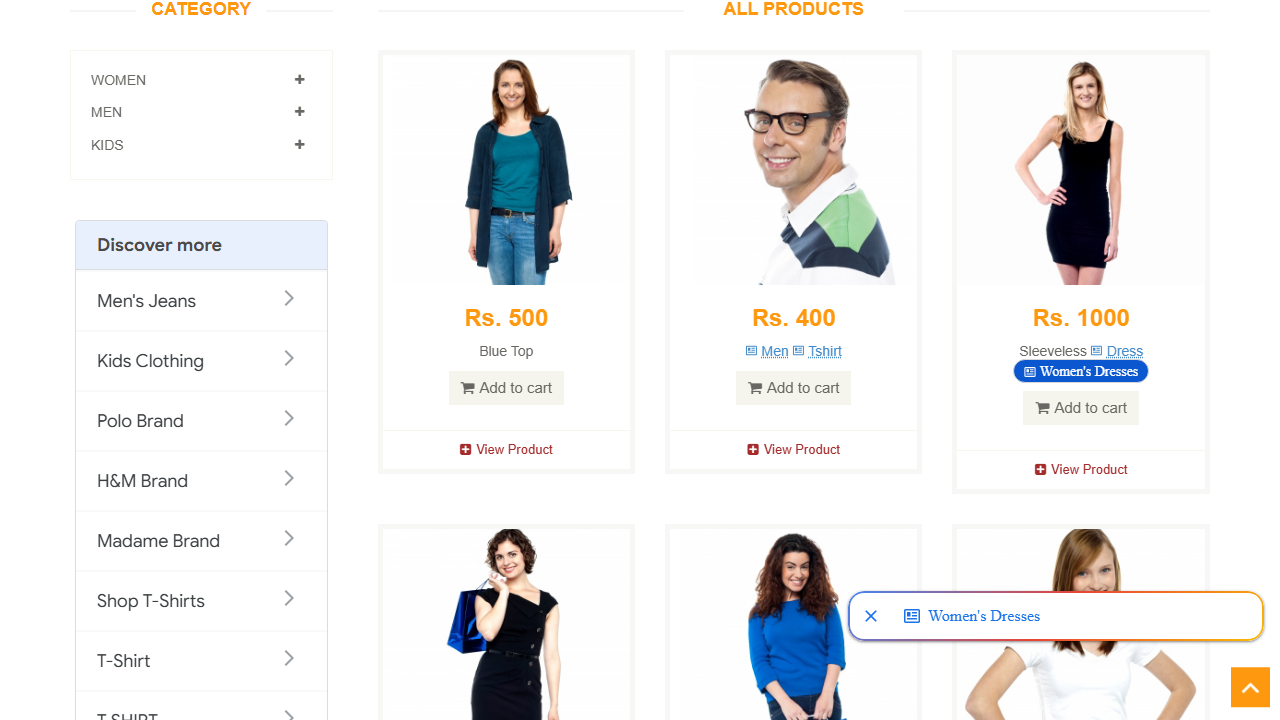 CATEGORY
ALL PRODUCTS
WOMEN
MEN
KIDS
Discover more
Men's Jeans
Kids Clothing
Polo Brand
H&M Brand
Madame Brand
Shop T-Shirts
T-Shirt
T-SHIRT
Rs. 500
Blue Top
Add to cart
View Product
Rs. 400
Men Tshirt
Add to cart
View Product
Rs. 1000
Sleeveless Dress
Women's Dresses
Add to cart
View Product
Women's Dresses